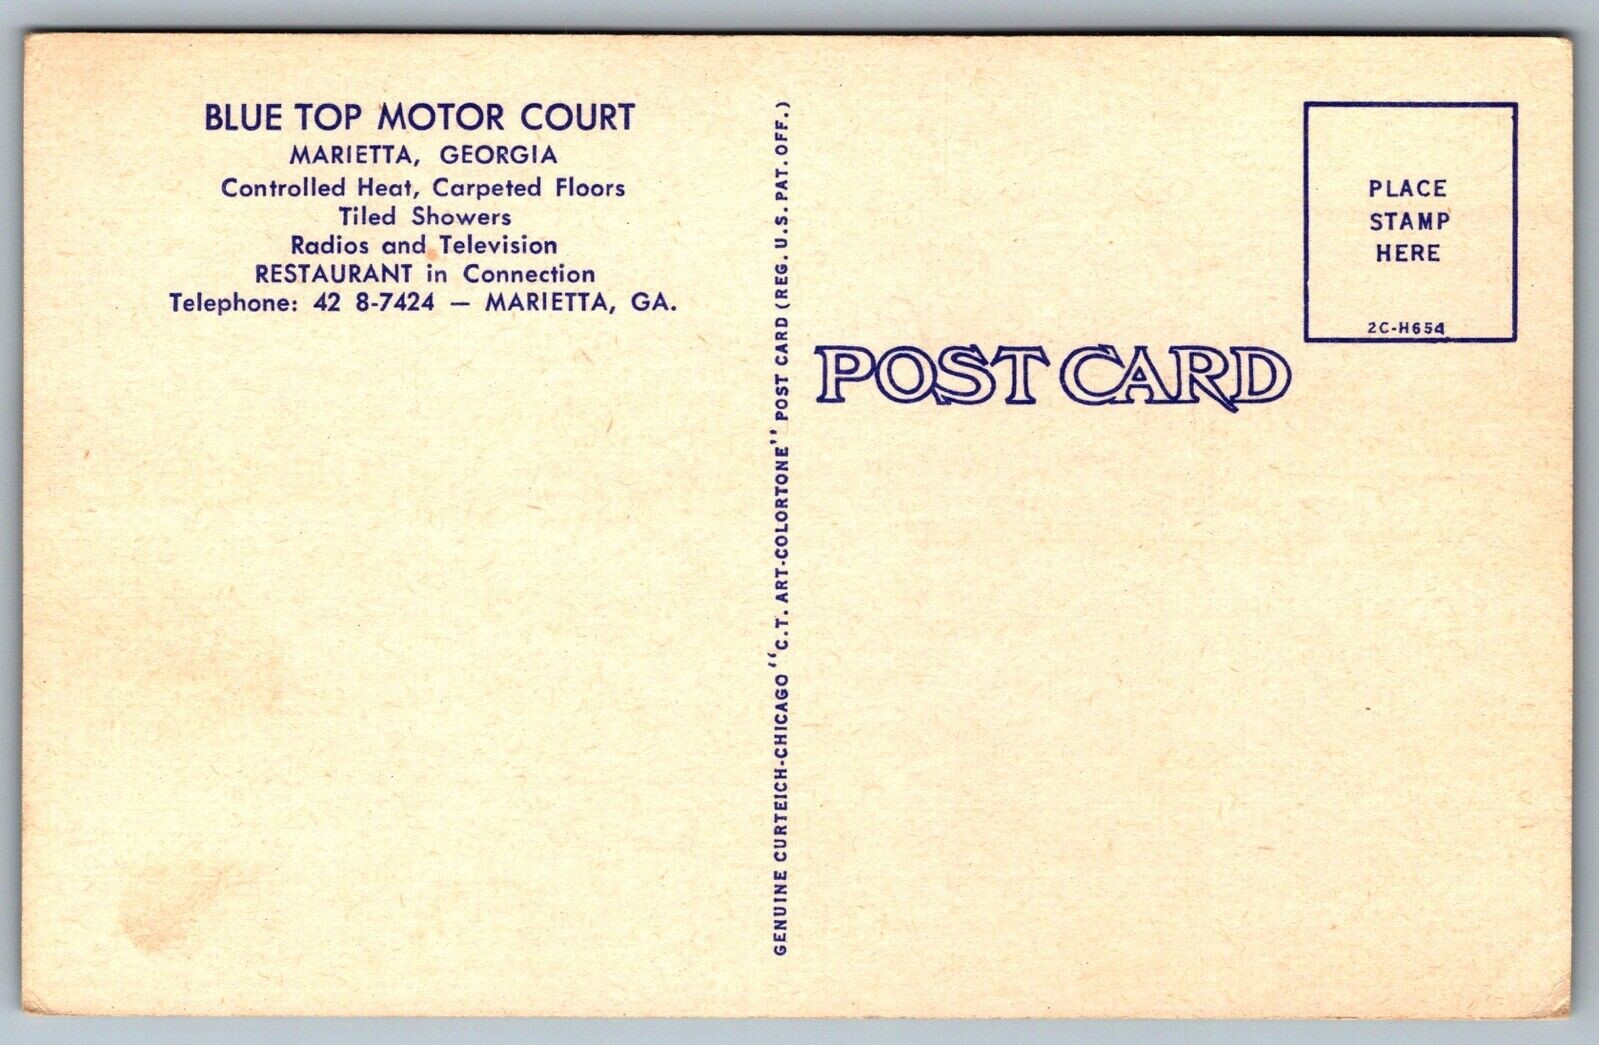 BLUE TOP MOTOR COURT
MARIETTA, GEORGIA
Controlled Heat, Carpeted Floors
Tiled Showers
Radios and Television
RESTAURANT in Connection
Telephone: 42 8-7424 — MARIETTA, GA.
GENUINE CURTEICH-CHICAGO "C.T. ART-COLORTONE" POST CARD (REG. U.S. PAT. OFF.)
PLACE
STAMP
HERE
2C-H654
POST CARD